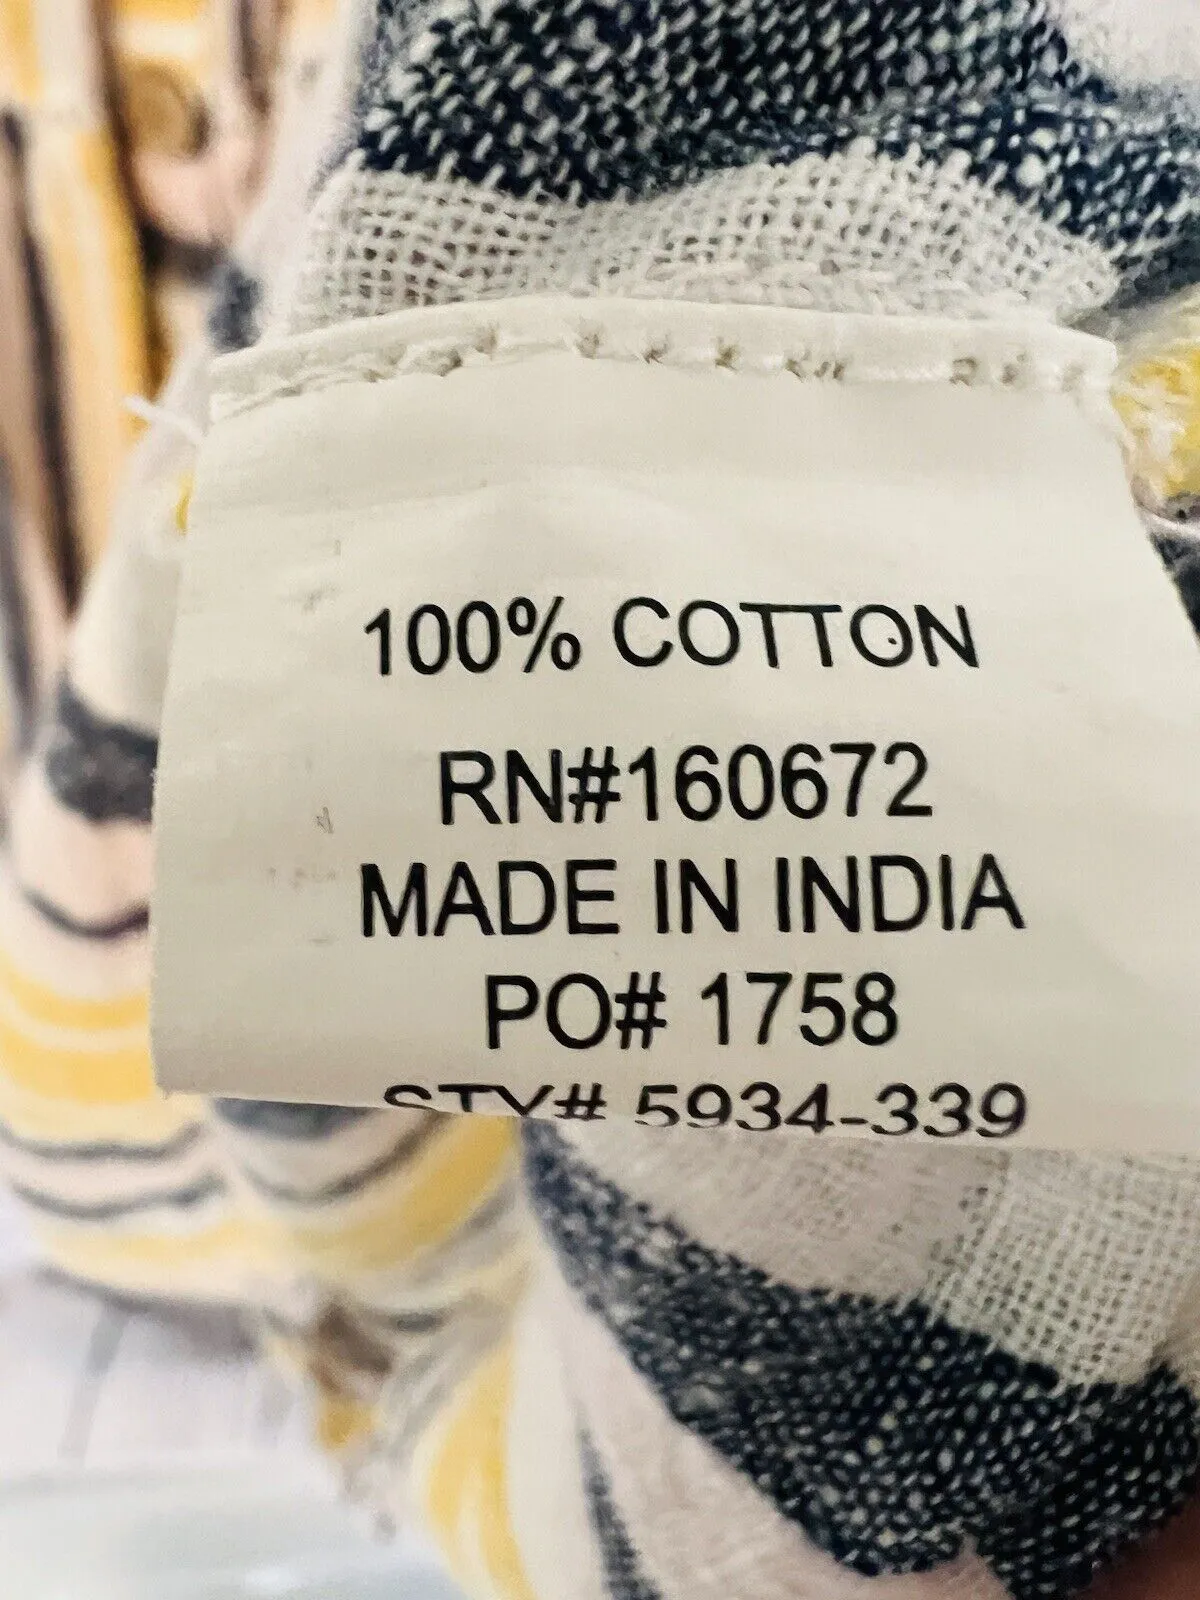 100% COTTON
RN#160672
MADE IN INDIA
PO# 1758
STY# 5934-339